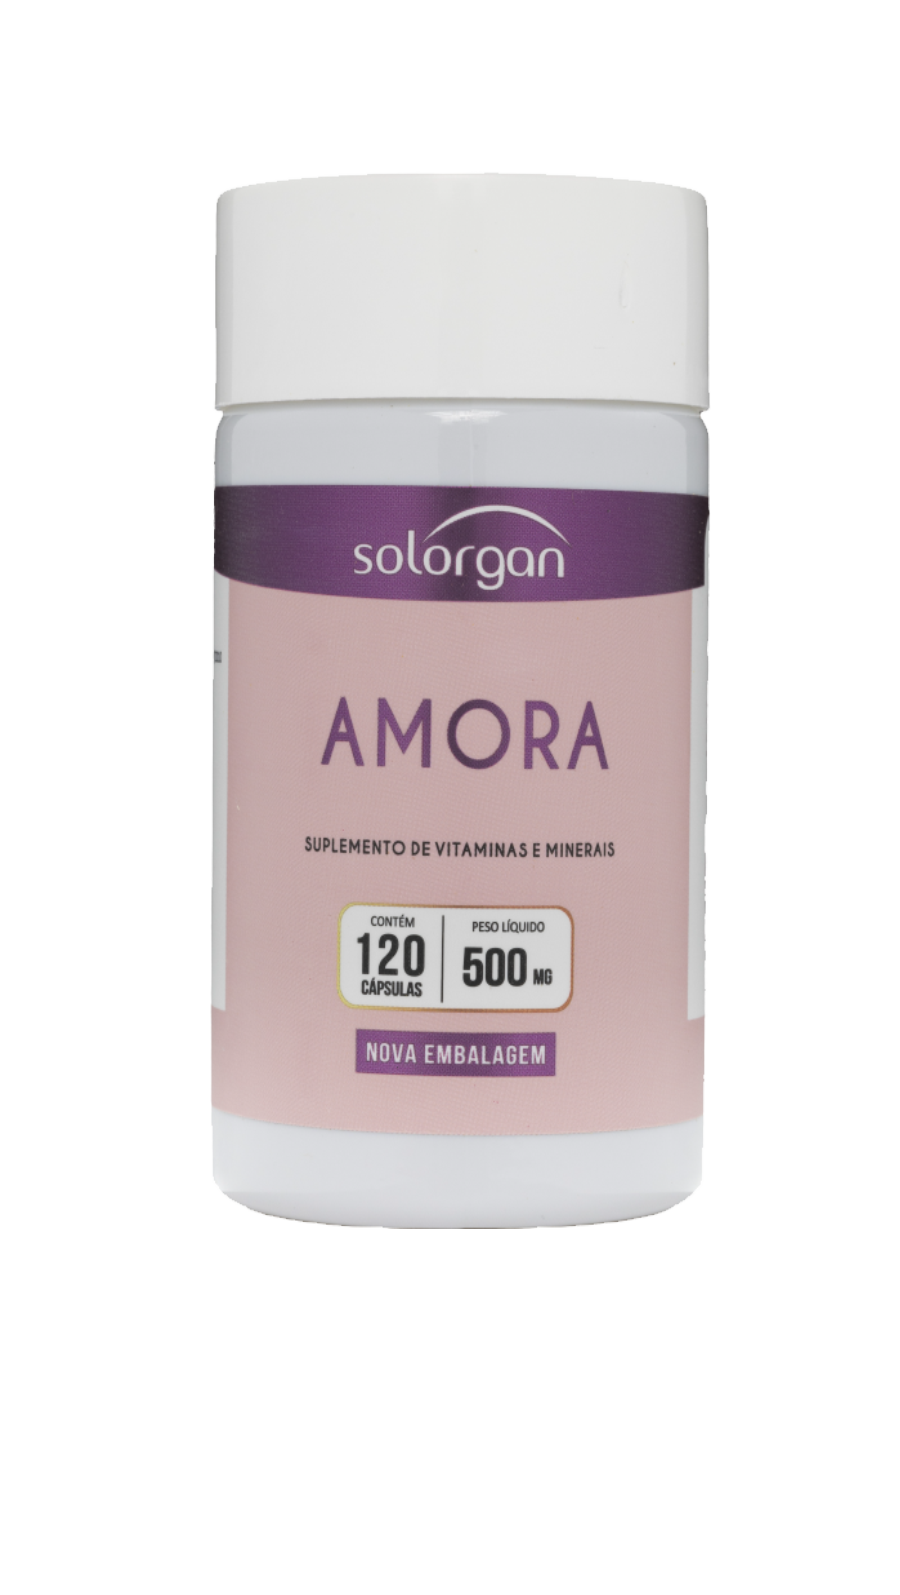 solorgan
AMORA
SUPLEMENTO DE VITAMINAS E MINERAIS
CONTÉM
120
CÁPSULAS
PESO LÍQUIDO
500 MG
NOVA EMBALAGEM